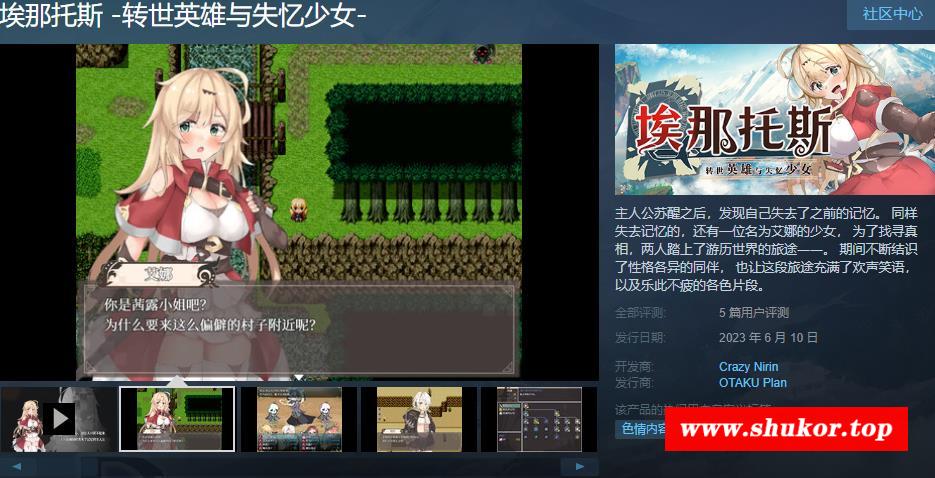 埃那托斯 -转世英雄与失忆少女-
社区中心
埃那托斯
转世英雄与失忆少女
艾娜
你是茜露小姐吧?
为什么要来这么偏僻的村子附近呢?
主人公苏醒之后，发现自己失去了之前的记忆。 同样
失去记忆的，还有一位名为艾娜的少女， 为了找寻真
相，两人踏上了游历世界的旅途——。 期间不断结识
了性格各异的同伴， 也让这段旅途充满了欢声笑语，
以及乐此不疲的各色片段。
全部评测: 5 篇用户评测
发行日期: 2023 年 6 月 10 日
开发商: Crazy Nirin
发行商: OTAKU Plan
该产品的
色情内容
www.shukor.top